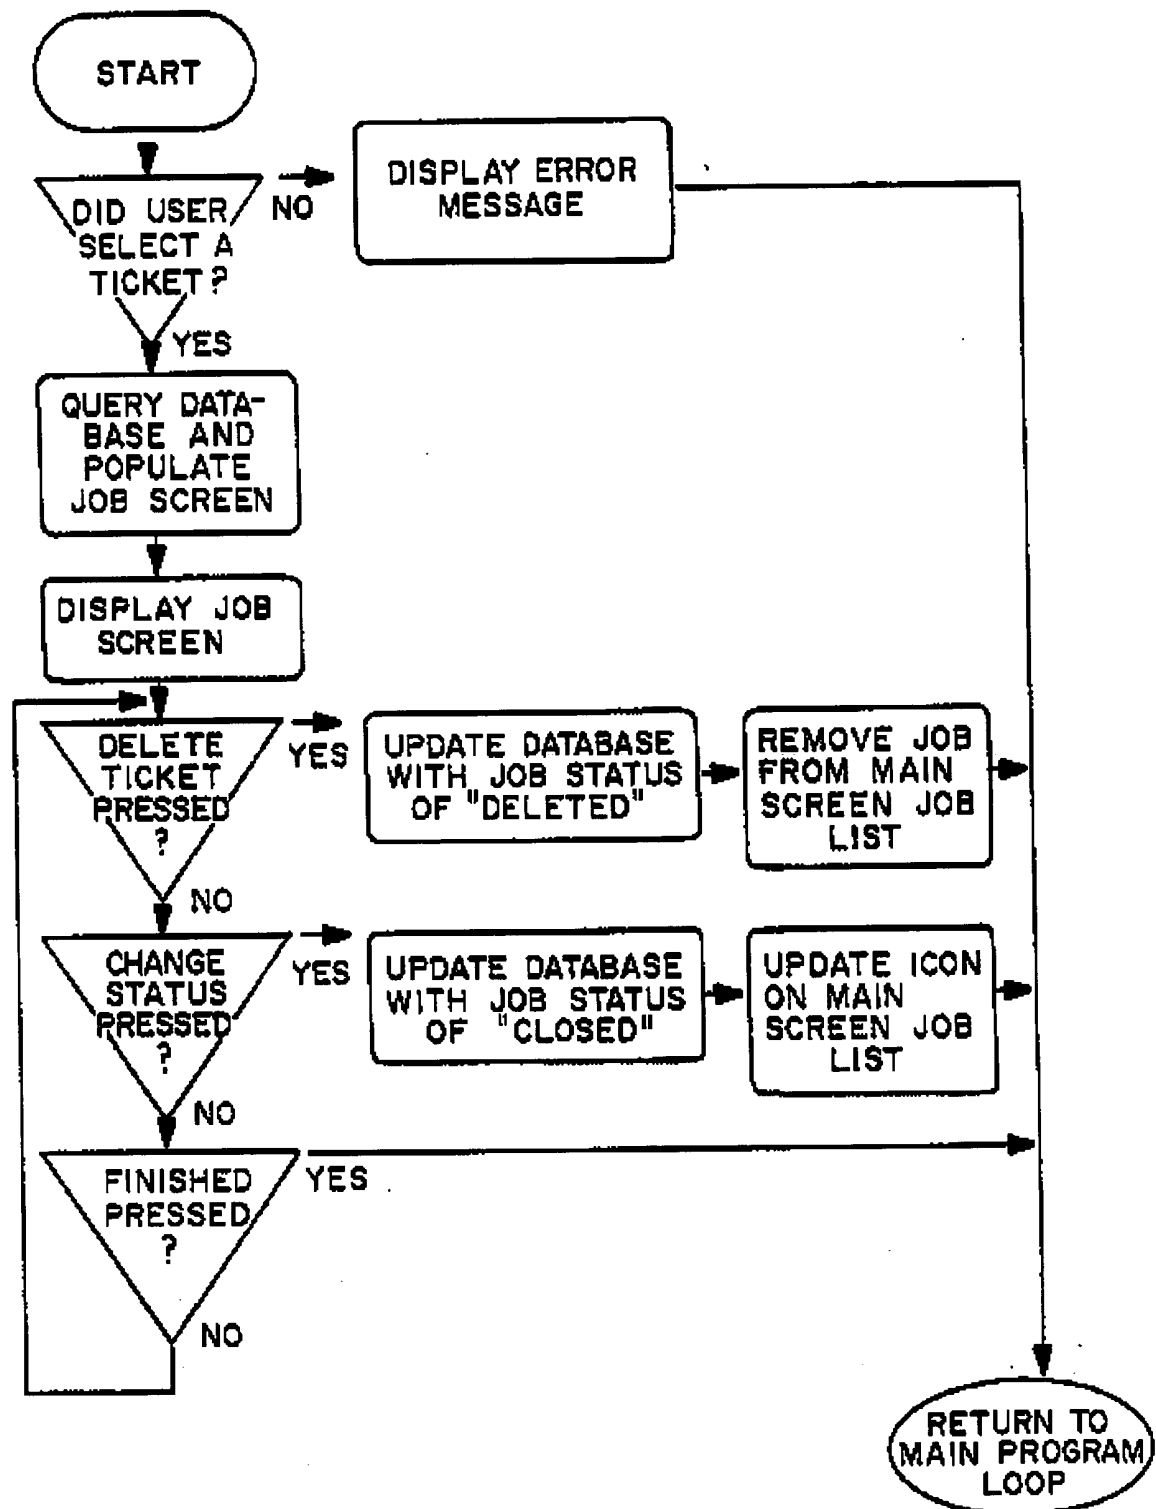 START
DID USER
SELECT A
TICKET?
NO
DISPLAY ERROR
MESSAGE
YES
QUERY DATA-
BASE AND
POPULATE
JOB SCREEN
DISPLAY JOB
SCREEN
DELETE
TICKET
PRESSED
?
YES
UPDATE DATABASE
WITH JOB STATUS
OF "DELETED"
REMOVE JOB
FROM MAIN
SCREEN JOB
LIST
NO
CHANGE
STATUS
PRESSED
?
YES
UPDATE DATABASE
WITH JOB STATUS
OF "CLOSED"
UPDATE ICON
ON MAIN
SCREEN JOB
LIST
NO
FINISHED
PRESSED
?
YES
NO
RETURN TO
MAIN PROGRAM
LOOP